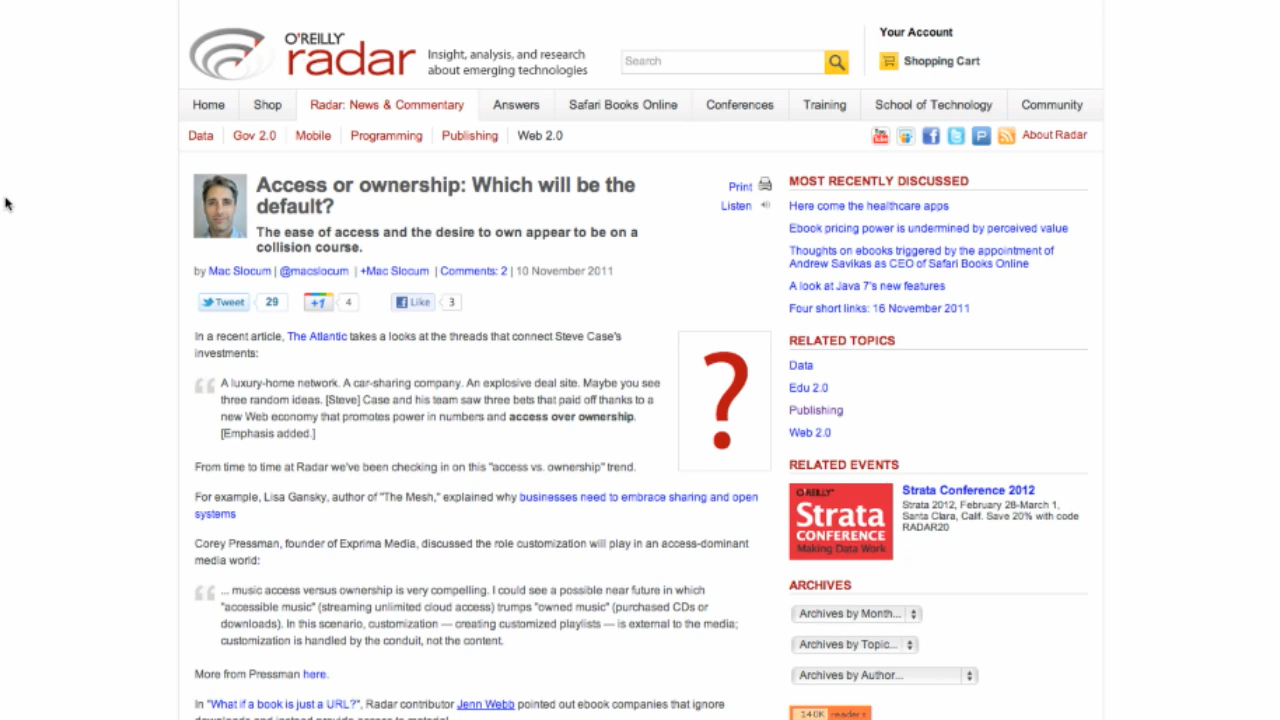 O'REILLY
radar
Insight, analysis, and research
about emerging technologies
Search
Your Account
Shopping Cart
Home
Shop
Radar: News & Commentary
Answers
Safari Books Online
Conferences
Training
School of Technology
Community
Data
Gov 2.0
Mobile
Programming
Publishing
Web 2.0
You Tube
About Radar
Access or ownership: Which will be the
default?
The ease of access and the desire to own appear to be on a
collision course.
by Mac Slocum | @macslocum | +Mac Slocum | Comments: 2 | 10 November 2011
Print
Listen
Tweet 29
+1 4
Like 3
In a recent article, The Atlantic takes a looks at the threads that connect Steve Case's
investments:
A luxury-home network. A car-sharing company. An explosive deal site. Maybe you see
three random ideas. [Steve] Case and his team saw three bets that paid off thanks to a
new Web economy that promotes power in numbers and access over ownership.
[Emphasis added.]
?
From time to time at Radar we've been checking in on this "access vs. ownership" trend.
For example, Lisa Gansky, author of "The Mesh," explained why businesses need to embrace sharing and open
systems
Corey Pressman, founder of Exprima Media, discussed the role customization will play in an access-dominant
media world:
... music access versus ownership is very compelling. I could see a possible near future in which
"accessible music" (streaming unlimited cloud access) trumps "owned music" (purchased CDs or
downloads). In this scenario, customization — creating customized playlists — is external to the media;
customization is handled by the conduit, not the content.
More from Pressman here.
In "What if a book is just a URL?", Radar contributor Jenn Webb pointed out ebook companies that ignore
downloads and instead provide access to material.
MOST RECENTLY DISCUSSED
Here come the healthcare apps
Ebook pricing power is undermined by perceived value
Thoughts on ebooks triggered by the appointment of
Andrew Savikas as CEO of Safari Books Online
A look at Java 7's new features
Four short links: 16 November 2011
RELATED TOPICS
Data
Edu 2.0
Publishing
Web 2.0
RELATED EVENTS
O'REILLY
Strata
CONFERENCE
Making Data Work
Strata Conference 2012
Strata 2012, February 28-March 1,
Santa Clara, Calif. Save 20% with code
RADAR20
ARCHIVES
Archives by Month...
Archives by Topic...
Archives by Author...
140K readers